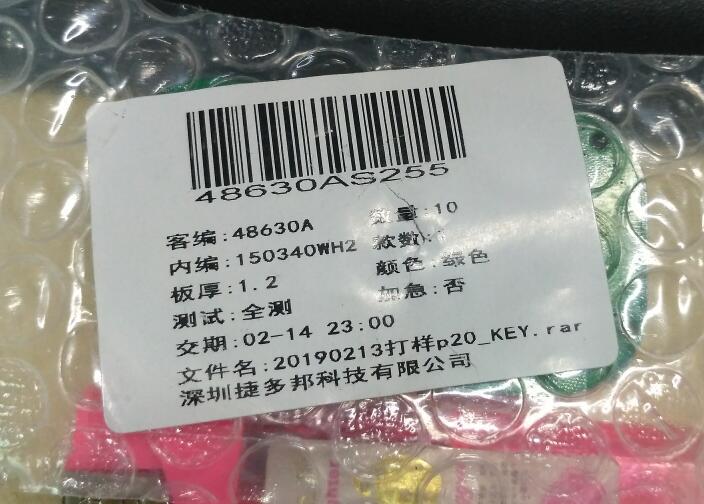 48630AS255
客编:48630A 数量:10
内编:150340WH2 款数:
板厚:1.2 颜色:绿色
测试:全测 加急:否
交期:02-14 23:00
文件名:20190213打样p20_KEY.rar
深圳捷多邦科技有限公司